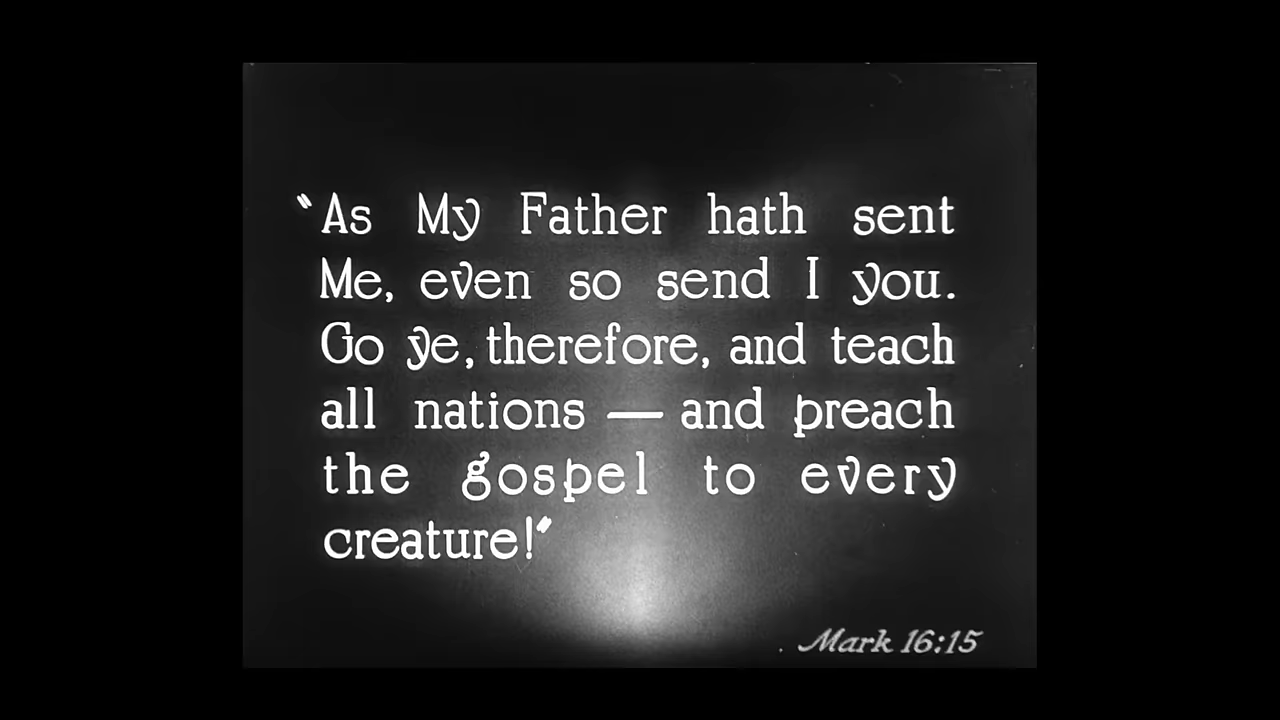 "As My Father hath sent
Me, even so send I you.
Go ye, therefore, and teach
all nations — and preach
the gospel to every
creature!"
Mark 16:15